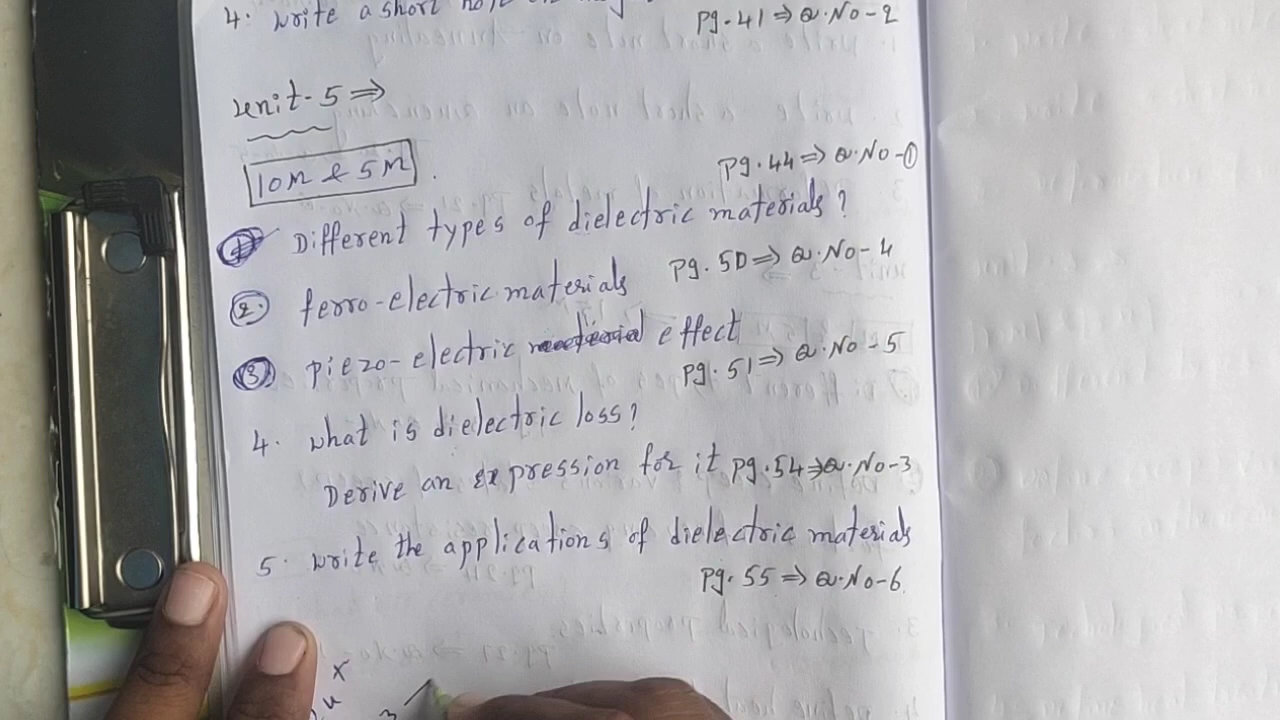 4. Write a short
Pg.41 ⇒ Q.No-2
Unit-5 ⇒
10M & 5M.
Pg.44 ⇒ Q.No-①
① Different types of dielectric materials?
Pg.50 ⇒ Q.No-4
② ferro-electric materials
③ piezo-electric effect
Pg.51 ⇒ Q.No-5
4. What is dielectric loss?
Derive an expression for it Pg.54 ⇒ Q.No-3
5. Write the applications of dielectric materials
Pg.55 ⇒ Q.No-6.